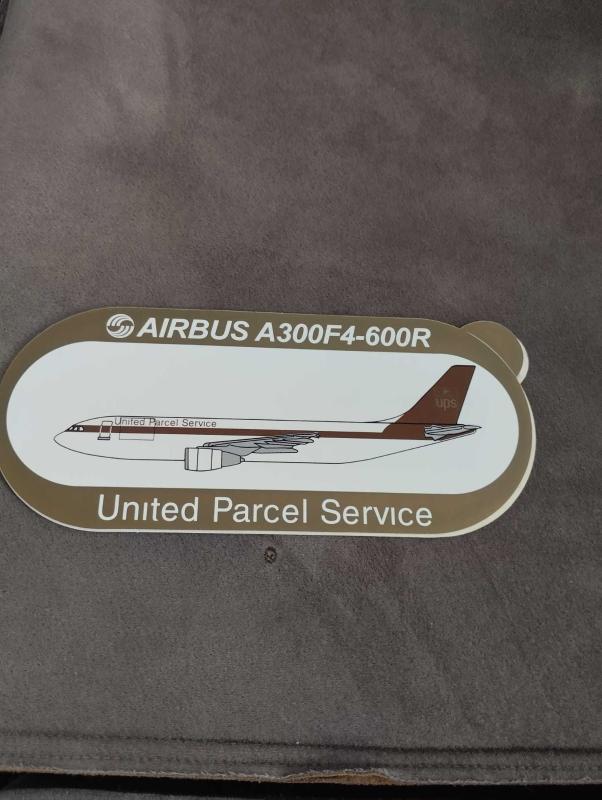 AIRBUS A300F4-600R
ups
United Parcel Service
United Parcel Service